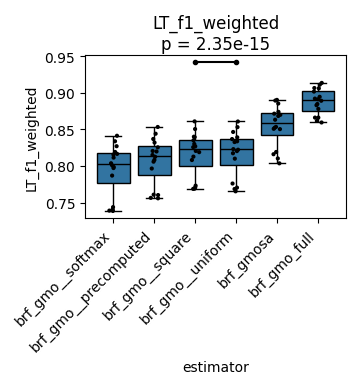 LT_f1_weighted
p = 2.35e-15
LT_f1_weighted
0.95
0.90
0.85
0.80
0.75
brf_gmo__softmax
brf_gmo__precomputed
brf_gmo__square
brf_gmo__uniform
brf_gmosa
brf_gmo_full
estimator